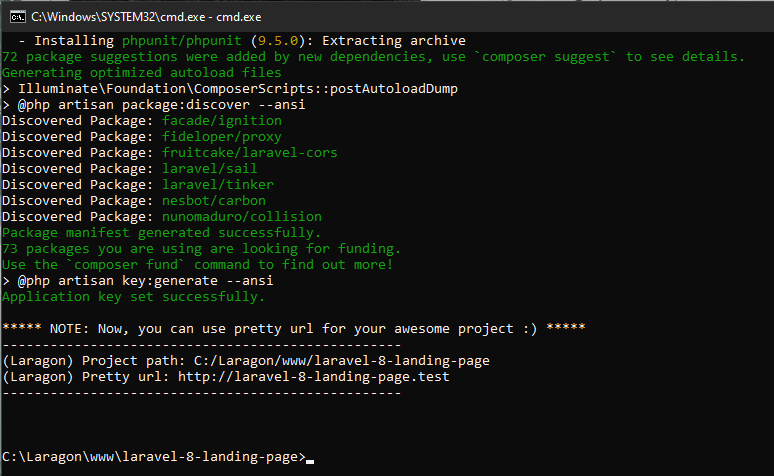 C:\Windows\SYSTEM32\cmd.exe - cmd.exe
- Installing phpunit/phpunit (9.5.0): Extracting archive
72 package suggestions were added by new dependencies, use `composer suggest` to see details.
Generating optimized autoload files
> Illuminate\Foundation\ComposerScripts::postAutoloadDump
> @php artisan package:discover --ansi
Discovered Package: facade/ignition
Discovered Package: fideloper/proxy
Discovered Package: fruitcake/laravel-cors
Discovered Package: laravel/sail
Discovered Package: laravel/tinker
Discovered Package: nesbot/carbon
Discovered Package: nunomaduro/collision
Package manifest generated successfully.
73 packages you are using are looking for funding.
Use the `composer fund` command to find out more!
> @php artisan key:generate --ansi
Application key set successfully.
***** NOTE: Now, you can use pretty url for your awesome project :) *****
--------------------------------------------------
(Laragon) Project path: C:/Laragon/www/laravel-8-landing-page
(Laragon) Pretty url: http://laravel-8-landing-page.test
--------------------------------------------------
C:\Laragon\www\laravel-8-landing-page>